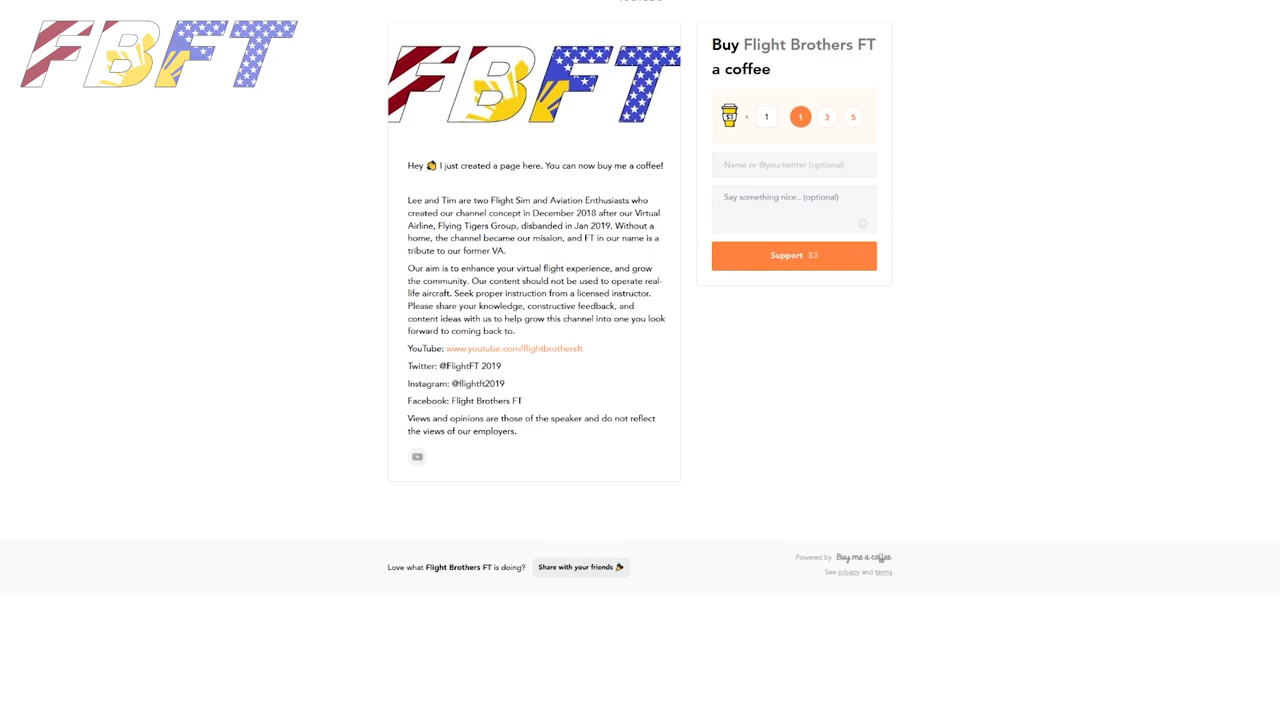 FBFT
FBFT
Hey I just created a page here. You can now buy me a coffee!
Lee and Tim are two Flight Sim and Aviation Enthusiasts who
created our channel concept in December 2018 after our Virtual
Airline, Flying Tigers Group, disbanded in Jan 2019. Without a
home, the channel became our mission, and FT in our name is a
tribute to our former VA.
Our aim is to enhance your virtual flight experience, and grow
the community. Our content should not be used to operate real-
life aircraft. Seek proper instruction from a licensed instructor.
Please share your knowledge, constructive feedback, and
content ideas with us to help grow this channel into one you look
forward to coming back to.
YouTube: www.youtube.com/flightbrothersft
Twitter: @FlightFT 2019
Instagram: @flightft2019
Facebook: Flight Brothers FT
Views and opinions are those of the speaker and do not reflect
the views of our employers.
Buy Flight Brothers FT
a coffee
$3 x 1 1 3 5
Name or @yourtwitter (optional)
Say something nice.. (optional)
Support $3
Love what Flight Brothers FT is doing? Share with your friends
Powered by Buy me a coffee
See privacy and terms